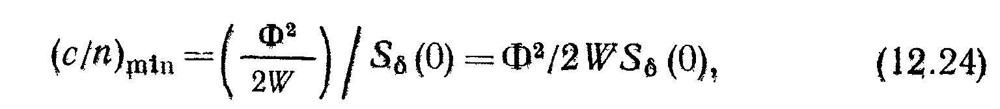 (c/n)min = (Φ²/2W) / Sδ(0) = Φ²/2WSδ(0), (12.24)